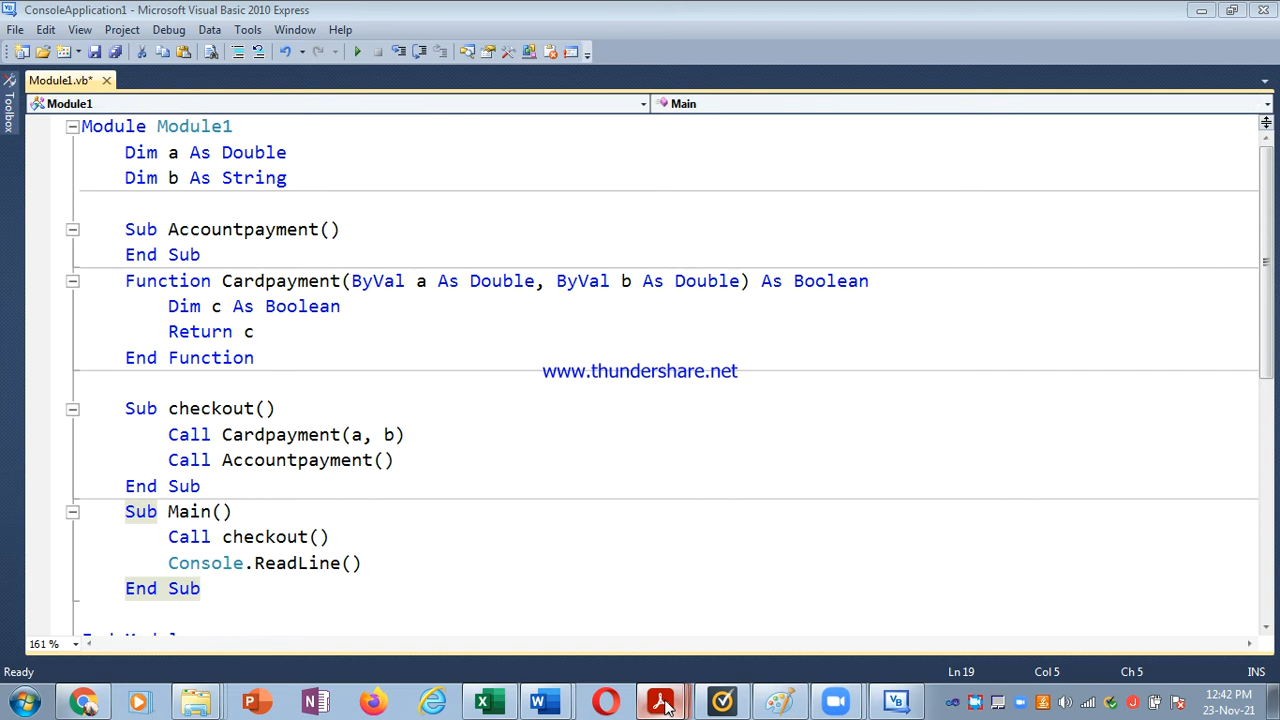 ConsoleApplication1 - Microsoft Visual Basic 2010 Express
File Edit View Project Debug Data Tools Window Help
Module1.vb*
Toolbox
Module1 Main
Module Module1
Dim a As Double
Dim b As String
Sub Accountpayment()
End Sub
Function Cardpayment(ByVal a As Double, ByVal b As Double) As Boolean
Dim c As Boolean
Return c
End Function
www.thundershare.net
Sub checkout()
Call Cardpayment(a, b)
Call Accountpayment()
End Sub
Sub Main()
Call checkout()
Console.ReadLine()
End Sub
161 %
Ready Ln 19 Col 5 Ch 5 INS
12:42 PM
23-Nov-21